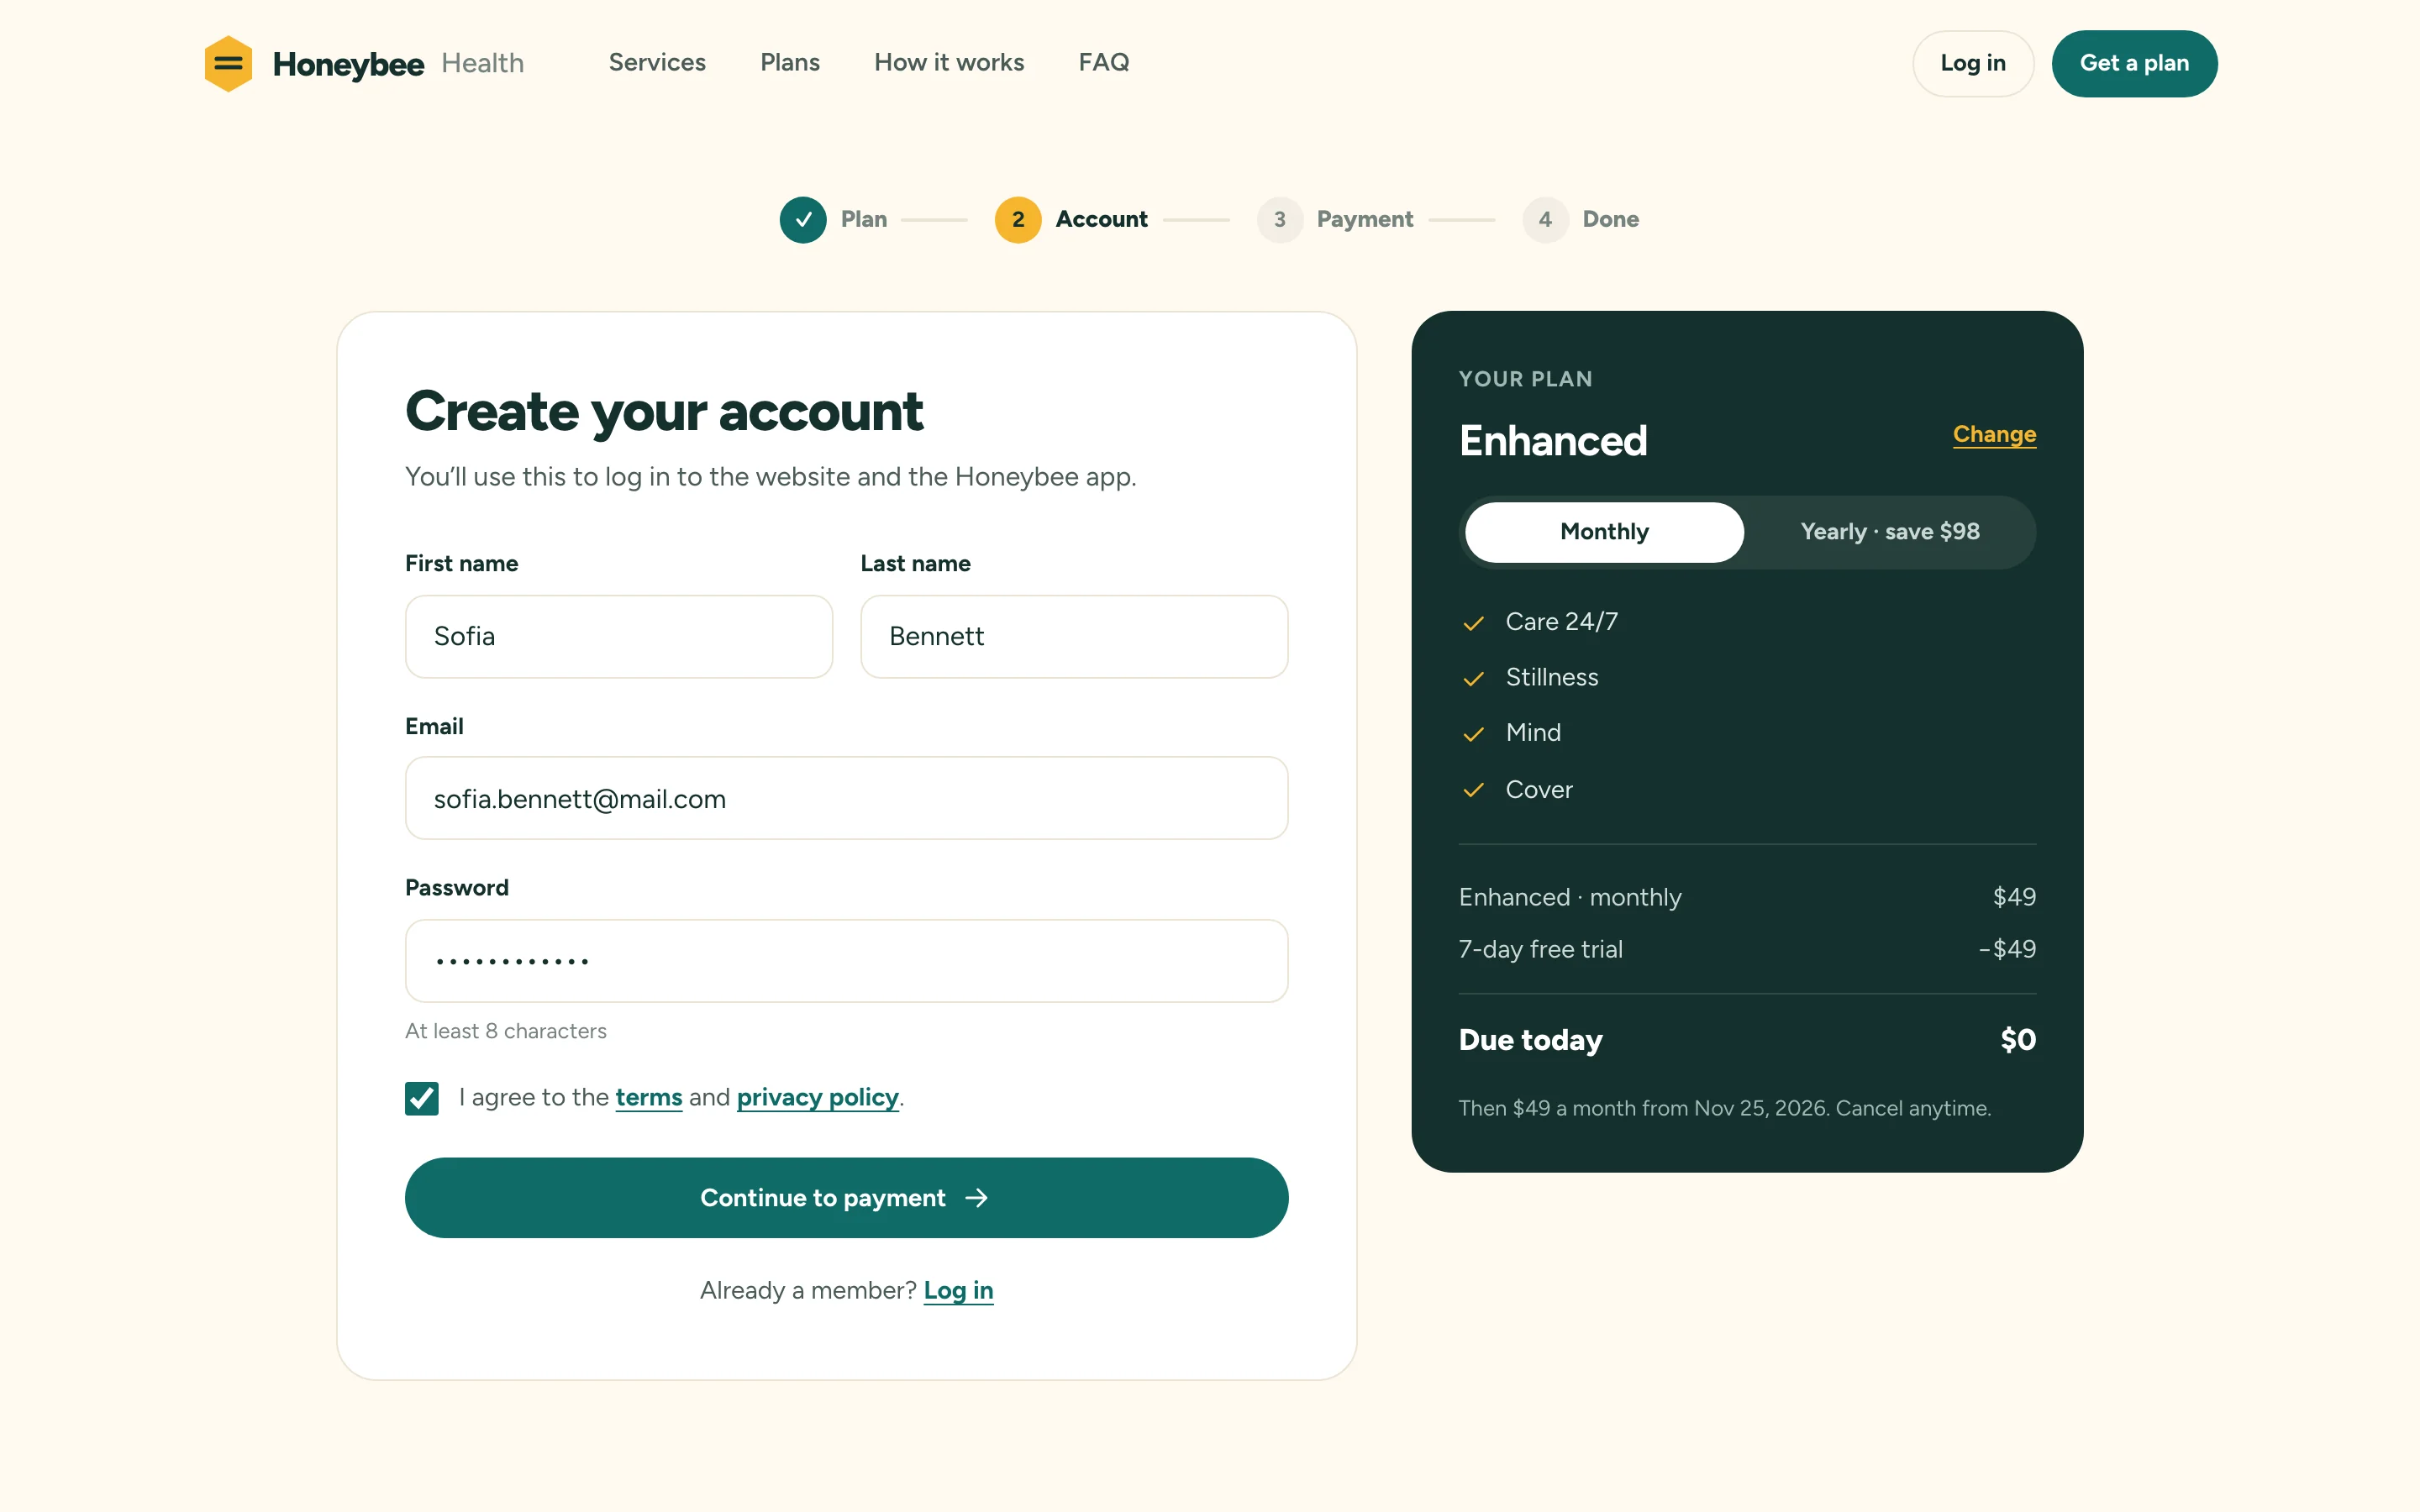 Honeybee Health
Services
Plans
How it works
FAQ
Log in
Get a plan
Plan
2 Account
3 Payment
4 Done
Create your account
You’ll use this to log in to the website and the Honeybee app.
First name
Last name
Sofia
Bennett
Email
sofia.bennett@mail.com
Password
••••••••••••
At least 8 characters
I agree to the terms and privacy policy.
Continue to payment →
Already a member? Log in
YOUR PLAN
Enhanced
Change
Monthly
Yearly · save $98
Care 24/7
Stillness
Mind
Cover
Enhanced · monthly $49
7-day free trial −$49
Due today $0
Then $49 a month from Nov 25, 2026. Cancel anytime.